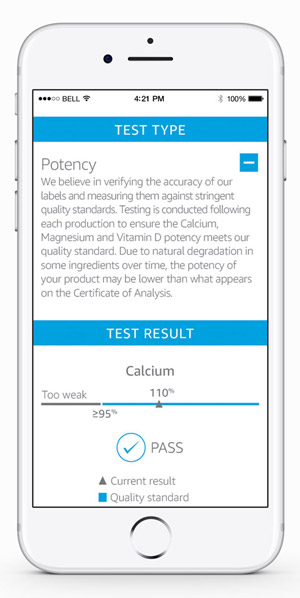 BELL 4:21 PM 100%
TEST TYPE
Potency
We believe in verifying the accuracy of our
labels and measuring them against stringent
quality standards. Testing is conducted following
each production to ensure the Calcium,
Magnesium and Vitamin D potency meets our
quality standard. Due to natural degradation in
some ingredients over time, the potency of
your product may be lower than what appears
on the Certificate of Analysis.
TEST RESULT
Calcium
Too weak 110%
≥95%
PASS
Current result
Quality standard